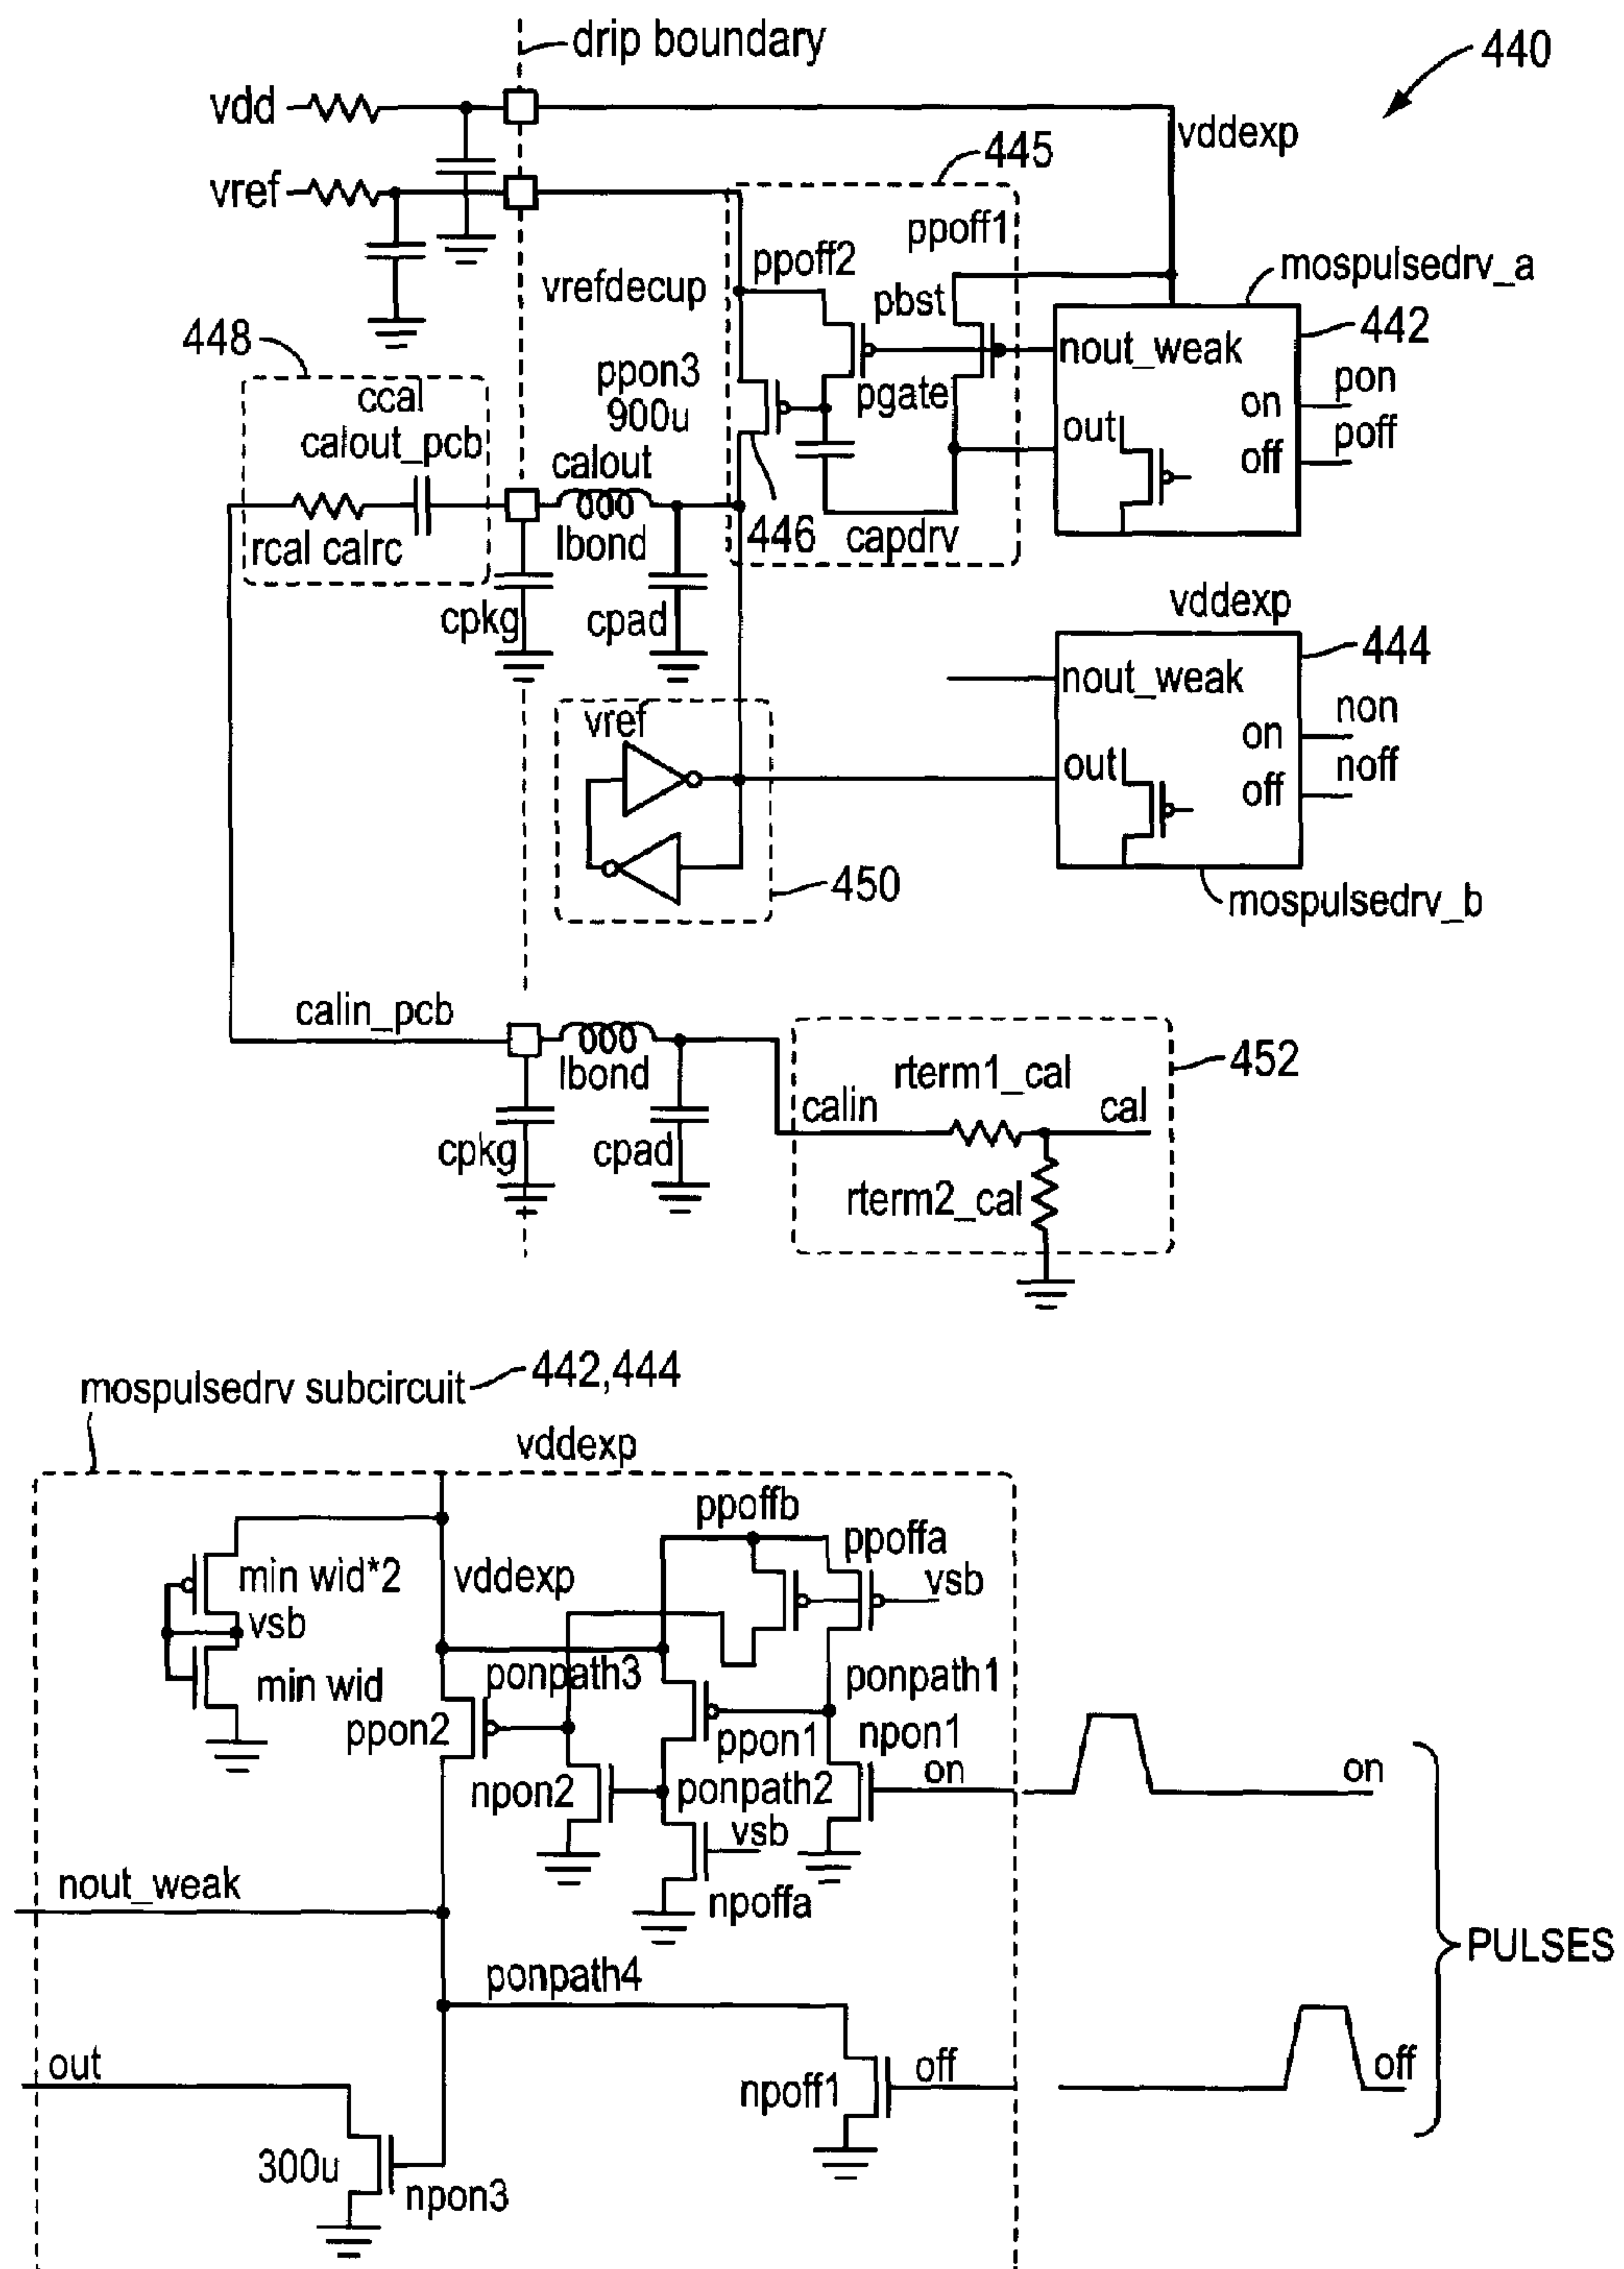 drip boundary
440
vdd
vddexp
445
vref
ppoff1
mospulsedrv_a
ppoff2
vrefdecup
pbst
442
448
nout_weak
ppon3
900u
pgate
pon
on
ccal
calout_pcb
out
poff
off
calout
446
capdrv
rcal calrc
lbond
cpkg
cpad
vddexp
444
nout_weak
non
on
vref
out
noff
off
450
mospulsedrv_b
calin_pcb
lbond
rterm1_cal
452
calin
cal
cpkg
cpad
rterm2_cal
mospulsedrv subcircuit
442,444
vddexp
ppoffb
ppoffa
min wid*2
vddexp
vsb
vsb
ponpath3
ponpath1
min wid
ppon2
ppon1
npon1
on
on
npon2
ponpath2
vsb
nout_weak
npoffa
PULSES
ponpath4
out
off
off
npoff1
300u
npon3